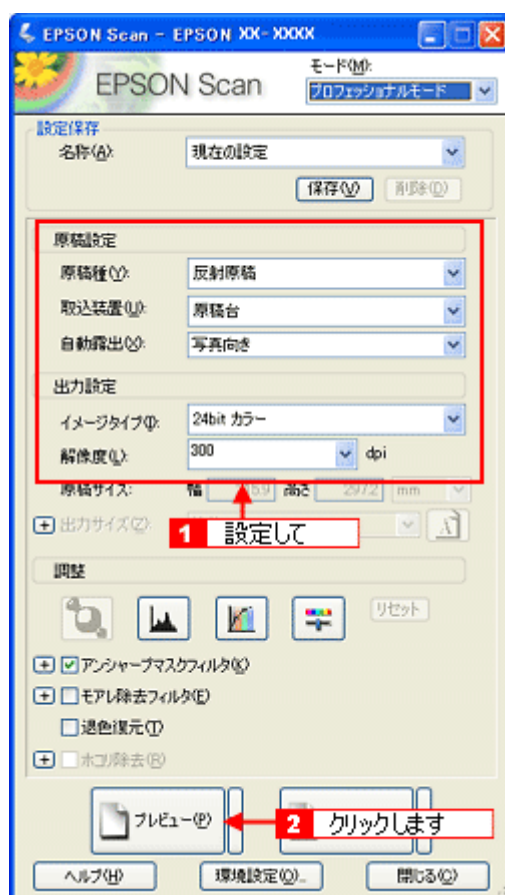 EPSON Scan - EPSON XX-XXXX
EPSON Scan
モード(M):
プロフェッショナルモード
設定保存
名称(A):
現在の設定
保存(V)
削除(D)
原稿設定
原稿種(Y):
反射原稿
取込装置(U):
原稿台
自動露出(X):
写真向き
出力設定
イメージタイプ(I):
24bit カラー
解像度(L):
300
dpi
原稿サイズ:
幅
高さ
297.2
mm
出力サイズ(Z):
1 設定して
調整
リセット
アンシャープマスクフィルタ(K)
モアレ除去フィルタ(E)
退色復元(T)
ホコリ除去(R)
プレビュー(P)
2 クリックします
ヘルプ(H)
環境設定(O)...
閉じる(C)